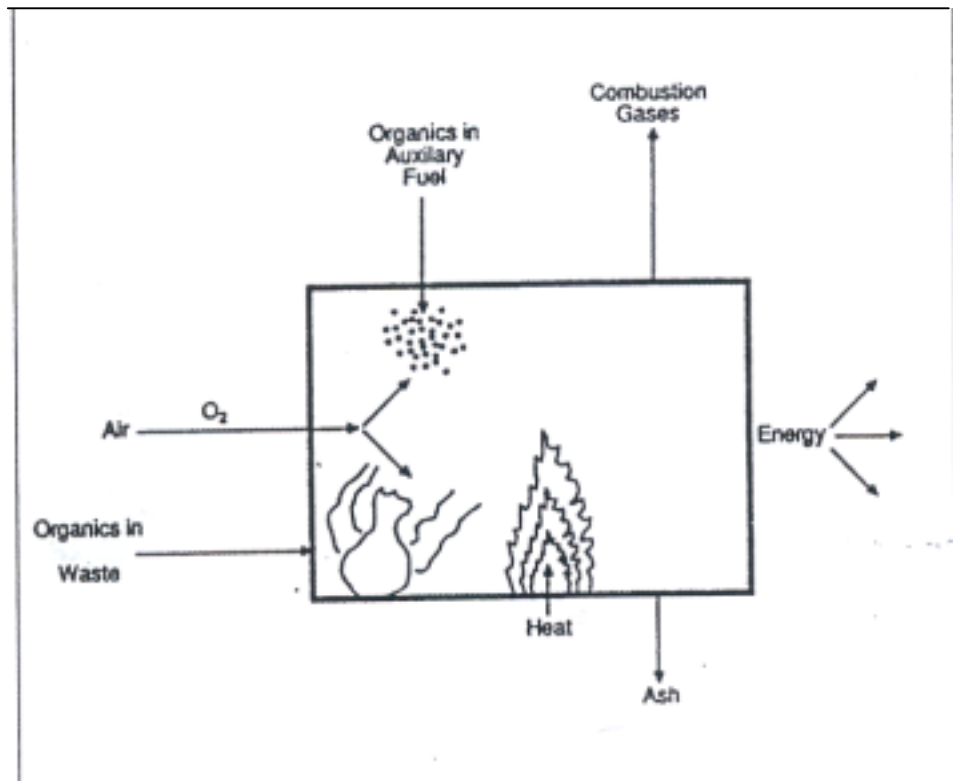 Combustion
Gases
Organics in
Auxilary
Fuel
O₂
Air
Energy
Organics in
Waste
Heat
Ash